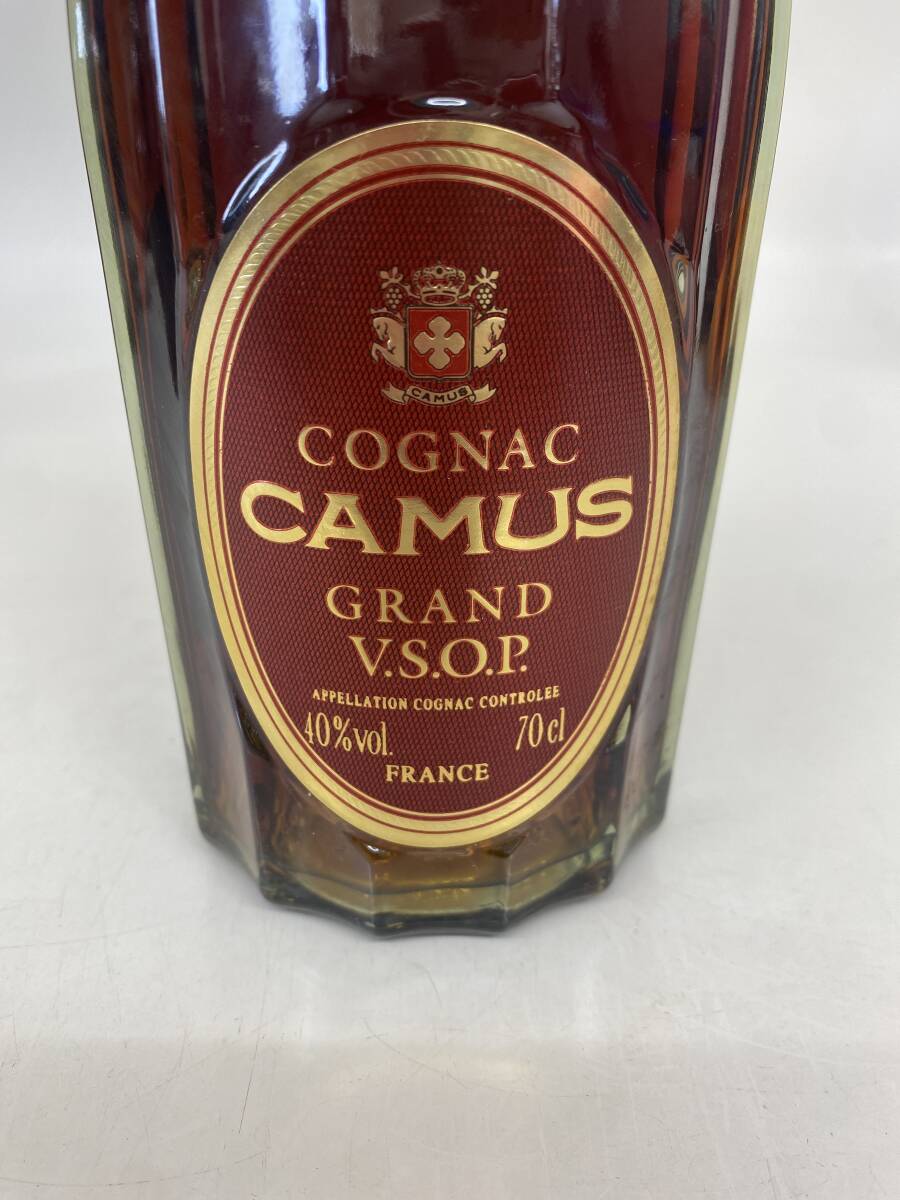 CAMUS
COGNAC
CAMUS
GRAND
V.S.O.P.
APPELLATION COGNAC CONTROLEE
40%vol. 70cl
FRANCE